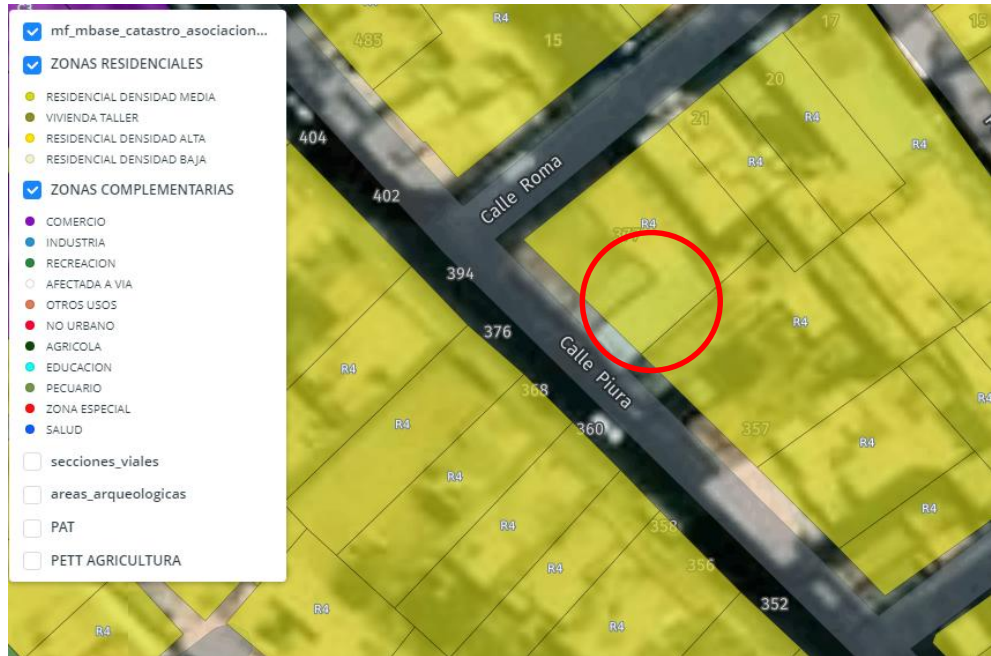 C3
mf_mbase_catastro_asociacion...
ZONAS RESIDENCIALES
RESIDENCIAL DENSIDAD MEDIA
VIVIENDA TALLER
RESIDENCIAL DENSIDAD ALTA
RESIDENCIAL DENSIDAD BAJA
ZONAS COMPLEMENTARIAS
COMERCIO
INDUSTRIA
RECREACION
AFECTADA A VIA
OTROS USOS
NO URBANO
AGRICOLA
EDUCACION
PECUARIO
ZONA ESPECIAL
SALUD
secciones_viales
areas_arqueologicas
PAT
PETT AGRICULTURA
R4
485
15
17
15
20
404
21
R4
R4
R4
402
Calle Roma
R4
394
376
R4
R4
Calle Piura
R4
368
R4
360
357
R4
R4
R4
R4
358
R4
356
352
R4
R4
R4